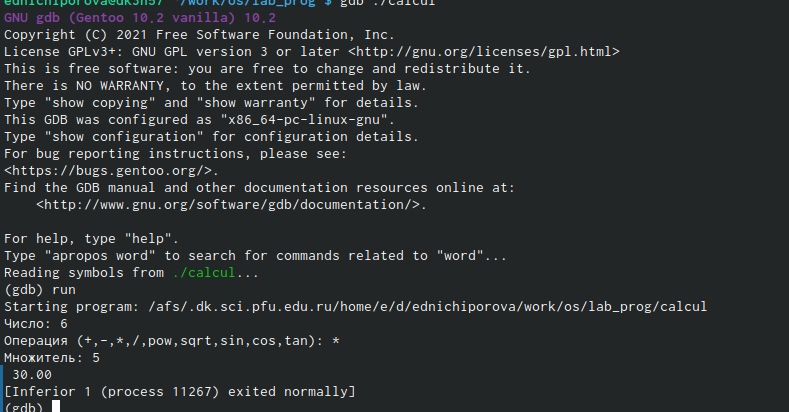 ednichiporova@dk3n57 ~/work/os/lab_prog $ gdb ./calcul
GNU gdb (Gentoo 10.2 vanilla) 10.2
Copyright (C) 2021 Free Software Foundation, Inc.
License GPLv3+: GNU GPL version 3 or later <http://gnu.org/licenses/gpl.html>
This is free software: you are free to change and redistribute it.
There is NO WARRANTY, to the extent permitted by law.
Type "show copying" and "show warranty" for details.
This GDB was configured as "x86_64-pc-linux-gnu".
Type "show configuration" for configuration details.
For bug reporting instructions, please see:
<https://bugs.gentoo.org/>.
Find the GDB manual and other documentation resources online at:
    <http://www.gnu.org/software/gdb/documentation/>.
For help, type "help".
Type "apropos word" to search for commands related to "word"...
Reading symbols from ./calcul...
(gdb) run
Starting program: /afs/.dk.sci.pfu.edu.ru/home/e/d/ednichiporova/work/os/lab_prog/calcul
Число: 6
Операция (+,-,*,/,pow,sqrt,sin,cos,tan): *
Множитель: 5
 30.00
[Inferior 1 (process 11267) exited normally]
(gdb)